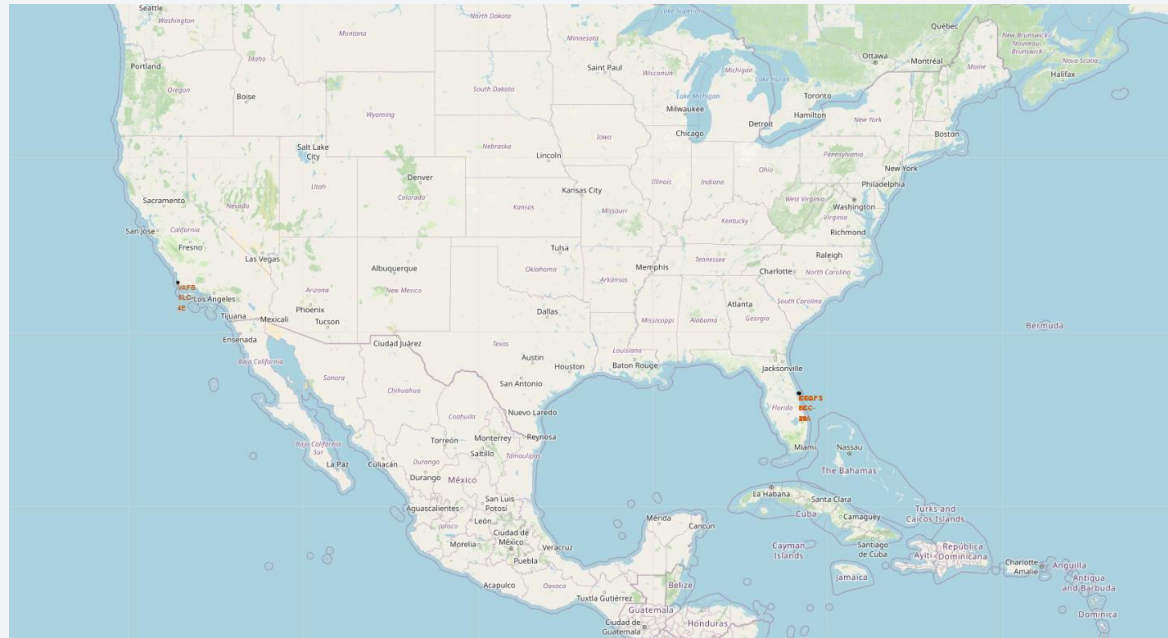 Seattle
Washington
Montana
North Dakota
Minnesota
Lake Superior
Québec
New Brunswick
Nouveau-
Brunswick
Nova Scotia
Maine
Ottawa
Montréal
Halifax
Portland
Oregon
Idaho
Boise
Saint Paul
Wisconsin
Michigan
Lake Huron
South Dakota
Wyoming
Lake Michigan
Milwaukee
Toronto
Hamilton
New York
Detroit
Chicago
Boston
Iowa
Nebraska
Salt Lake
City
Lincoln
Pennsylvania
New York
Utah
Denver
Colorado
Illinois
Indiana
Ohio
Philadelphia
Kansas City
Kansas
Missouri
West Virginia
Washington
Virginia
Richmond
Sacramento
Nevada
San Jose
California
Fresno
Kentucky
Las Vegas
Tulsa
Raleigh
Tennessee
Albuquerque
Oklahoma
Memphis
Charlotte
North Carolina
VAFB
SLC-
4E
Los Angeles
Arizona
New Mexico
Arkansas
Atlanta
South Carolina
Phoenix
Tucson
Tijuana
Mexicali
Dallas
Mississippi
Alabama
Georgia
Bermuda
Ensenada
Ciudad Juárez
Texas
Louisiana
Baja California
Austin
Houston
Baton Rouge
Jacksonville
Sonora
Chihuahua
San Antonio
Florida
Coahuila
Nuevo Laredo
Miami
Nassau
The Bahamas
Baja California
Sur
Torreón
Monterrey
Reynosa
Saltillo
Tamaulipas
La Paz
Culiacán
Durango
Durango
México
La Habana
Santa Clara
Cuba
Camaguey
Turks and
Caicos Islands
San Luis
Potosí
Aguascalientes
Jalisco
León
Mérida
Cancún
Cayman
Islands
Santiago
de Cuba
Ciudad de
México
Morelia
Veracruz
Puebla
Ayiti
República
Dominicana
Charlotte
Amalie
Anguilla
Antigua
and Barbuda
Jamaica
Acapulco
Oaxaca
Belize
Tuxtla Gutiérrez
Guatemala
Ciudad de
Guatemala
Honduras
Dominica